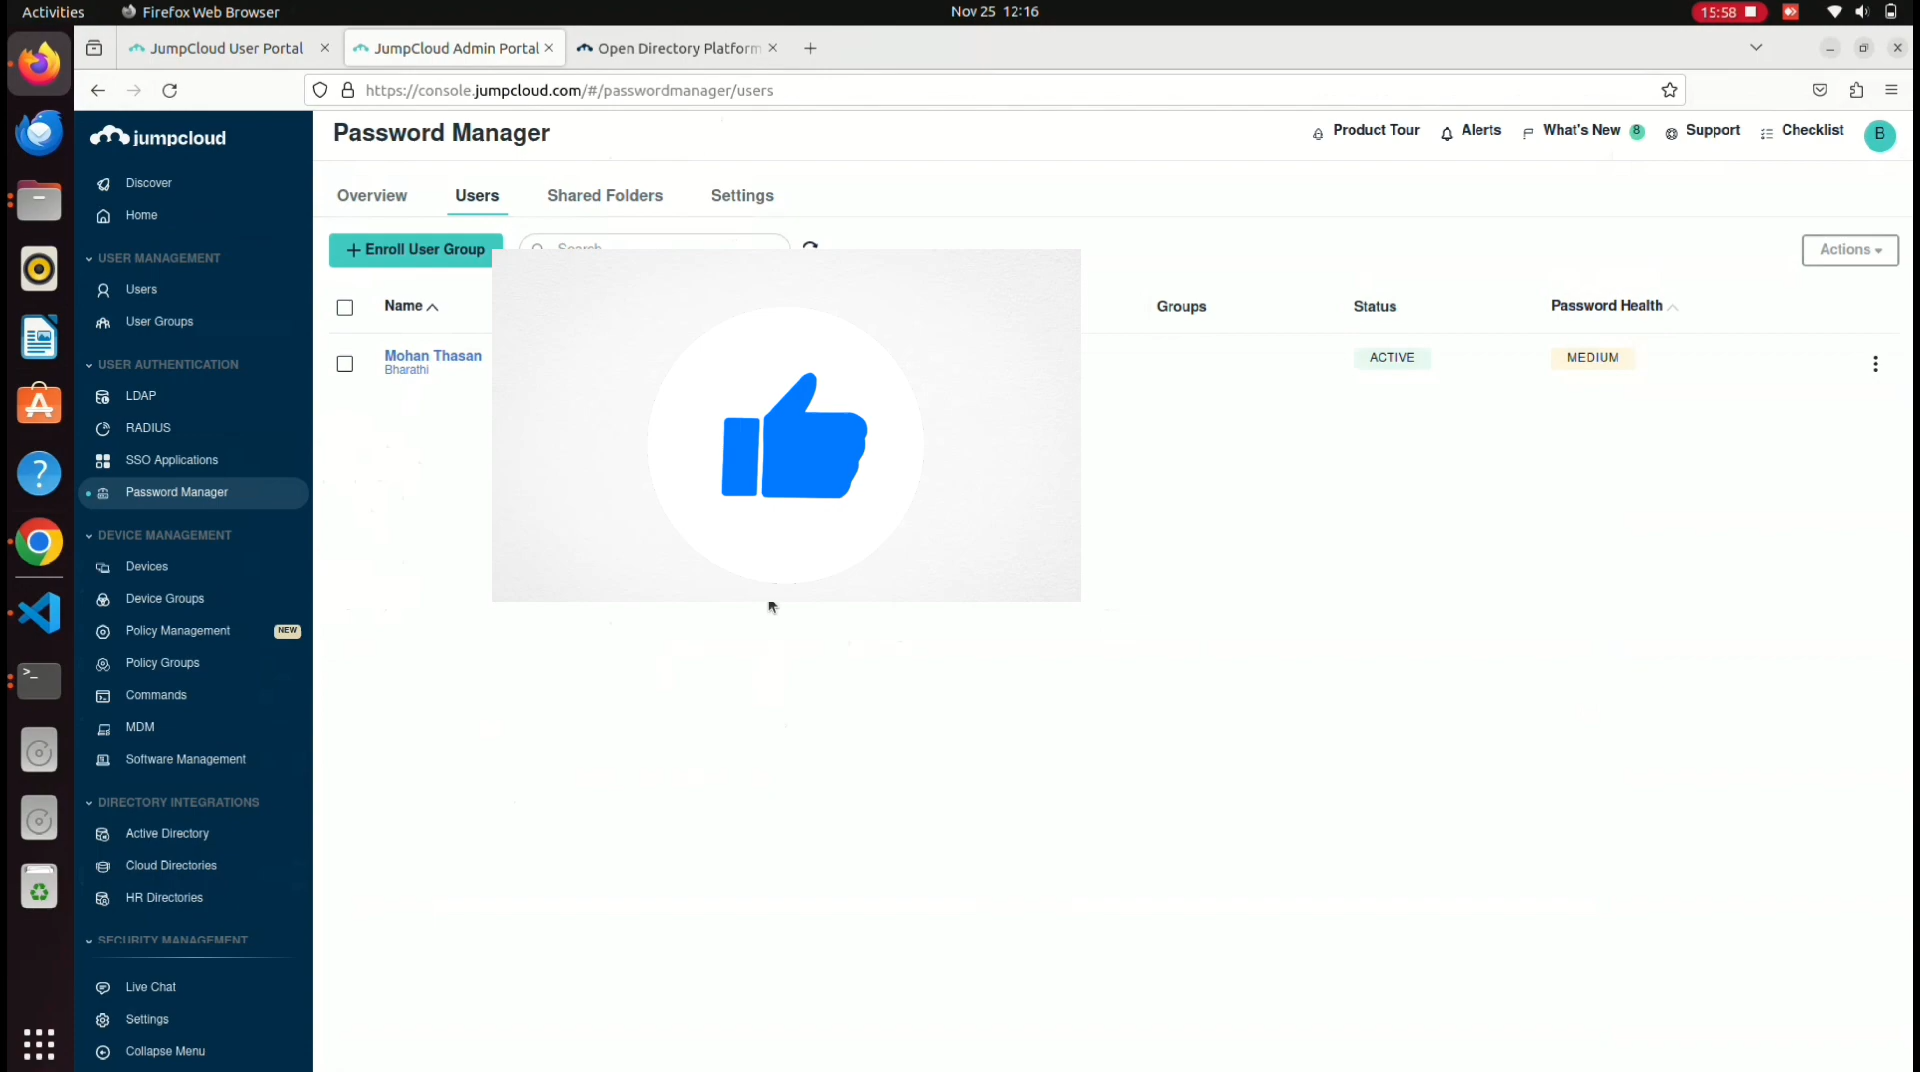 Activities
Firefox Web Browser
Nov 25 12:16
15:58
JumpCloud User Portal
JumpCloud Admin Portal
Open Directory Platform
https://console.jumpcloud.com/#/passwordmanager/users
jumpcloud
Password Manager
Product Tour
Alerts
What's New 8
Support
Checklist
B
Discover
Home
USER MANAGEMENT
Users
User Groups
USER AUTHENTICATION
LDAP
RADIUS
SSO Applications
Password Manager
DEVICE MANAGEMENT
Devices
Device Groups
Policy Management NEW
Policy Groups
Commands
MDM
Software Management
DIRECTORY INTEGRATIONS
Active Directory
Cloud Directories
HR Directories
SECURITY MANAGEMENT
Live Chat
Settings
Collapse Menu
Overview
Users
Shared Folders
Settings
+ Enroll User Group
Search
Actions
Name
Groups
Status
Password Health
Mohan Thasan
Bharathi
ACTIVE
MEDIUM